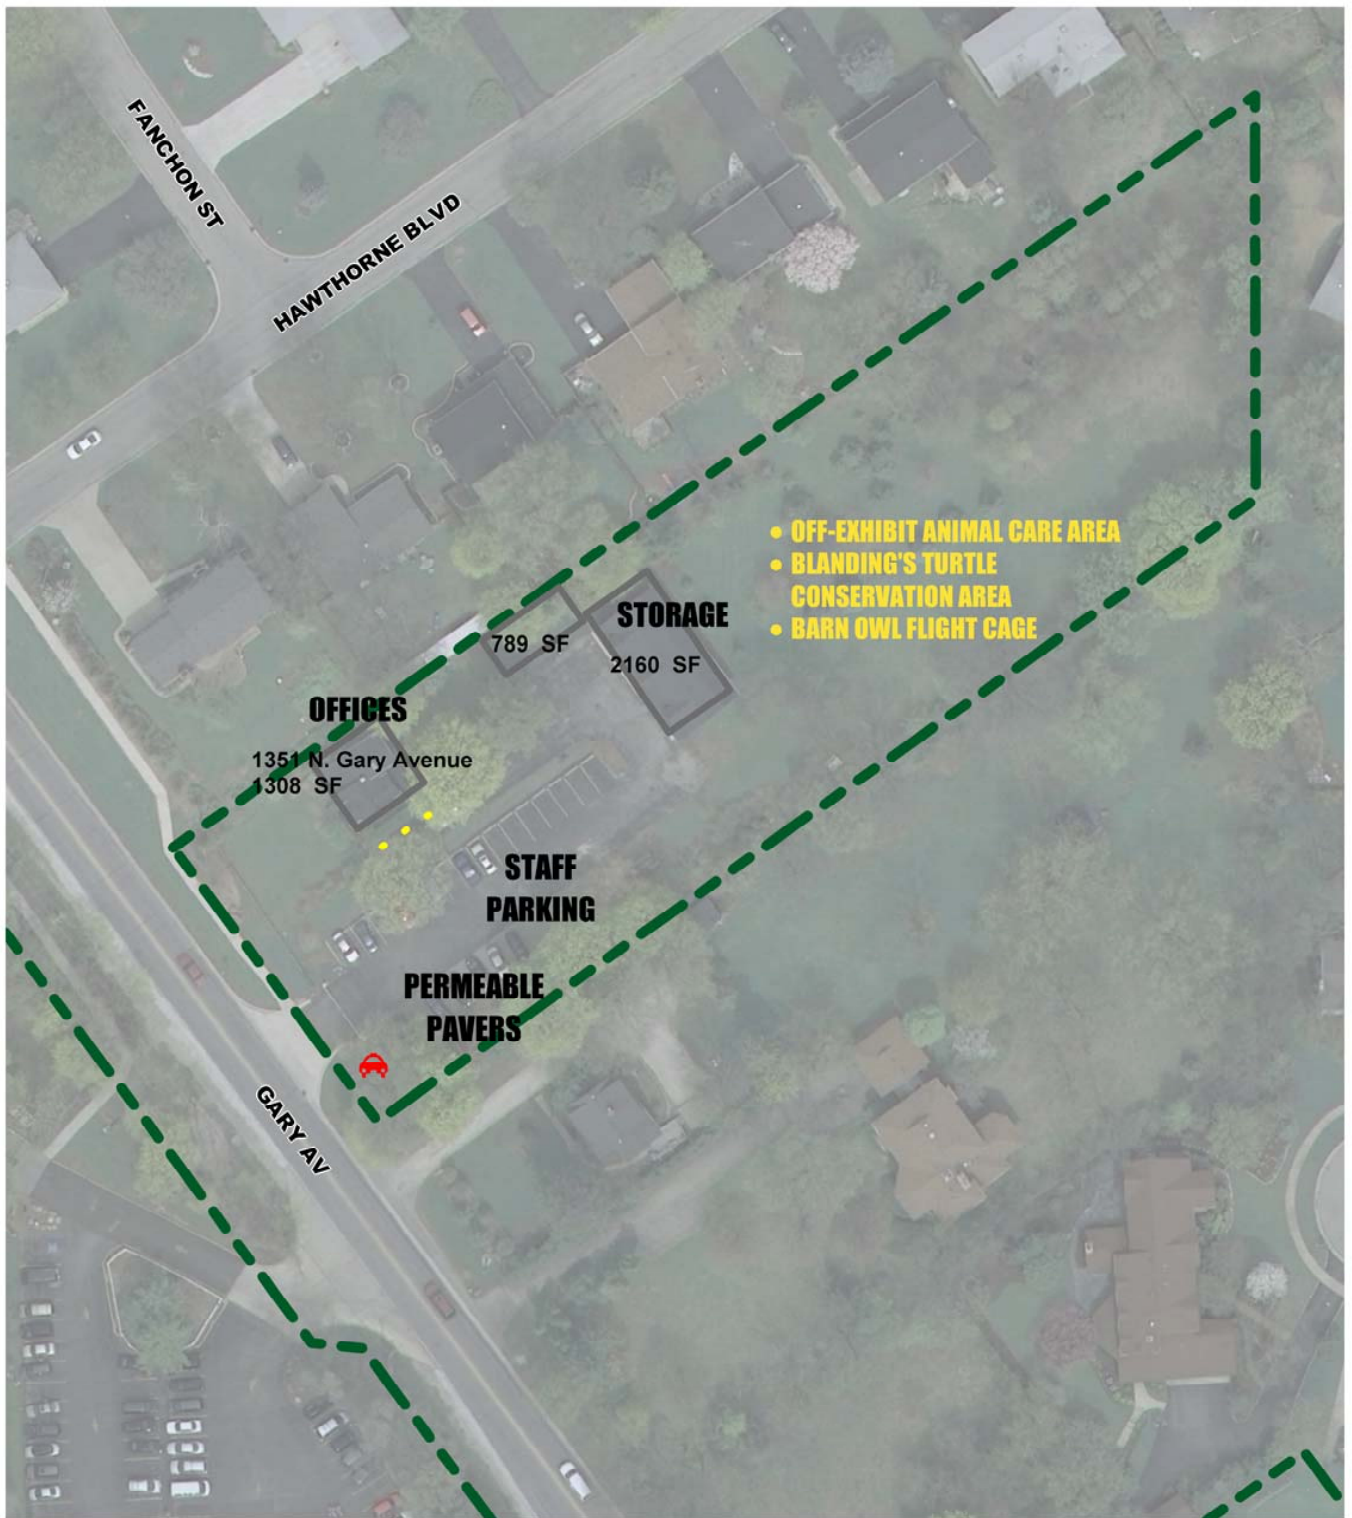 FANCHON ST
HAWTHORNE BLVD
• OFF-EXHIBIT ANIMAL CARE AREA
• BLANDING'S TURTLE
CONSERVATION AREA
• BARN OWL FLIGHT CAGE
STORAGE
789 SF
2160 SF
OFFICES
1351 N. Gary Avenue
1308 SF
STAFF
PARKING
PERMEABLE
PAVERS
GARY AV